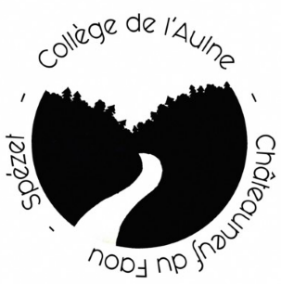 Collège de l'Aulne
- Châteauneuf du Faou
- Spézet -